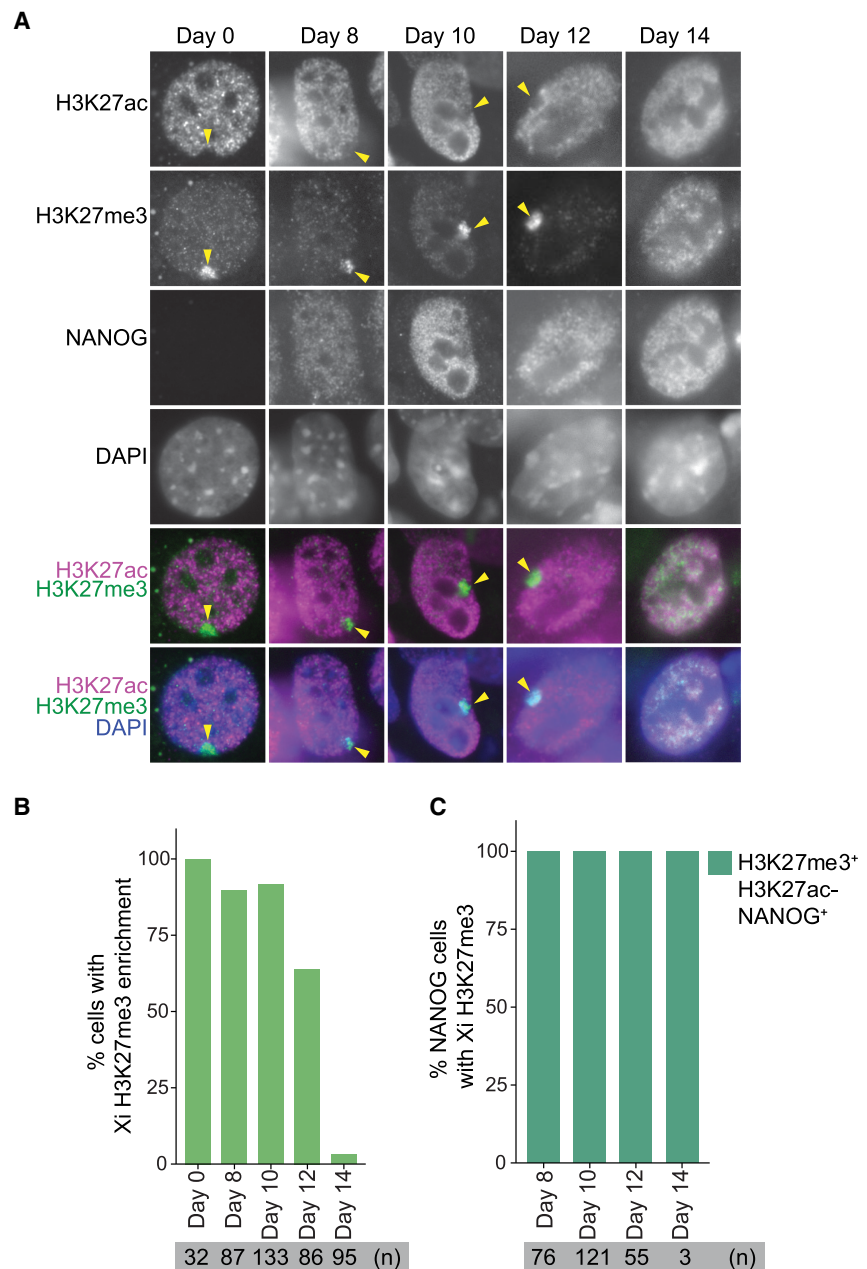 A
Day 0 Day 8 Day 10 Day 12 Day 14
H3K27ac
H3K27me3
NANOG
DAPI
H3K27ac
H3K27me3
H3K27ac
H3K27me3
DAPI
B
% cells with
Xi H3K27me3 enrichment
100
75
50
25
0
Day 0 Day 8 Day 10 Day 12 Day 14
32 87 133 86 95 (n)
C
% NANOG cells
with Xi H3K27me3
100
75
50
25
0
Day 8 Day 10 Day 12 Day 14
76 121 55 3 (n)
H3K27me3⁺
H3K27ac-
NANOG⁺